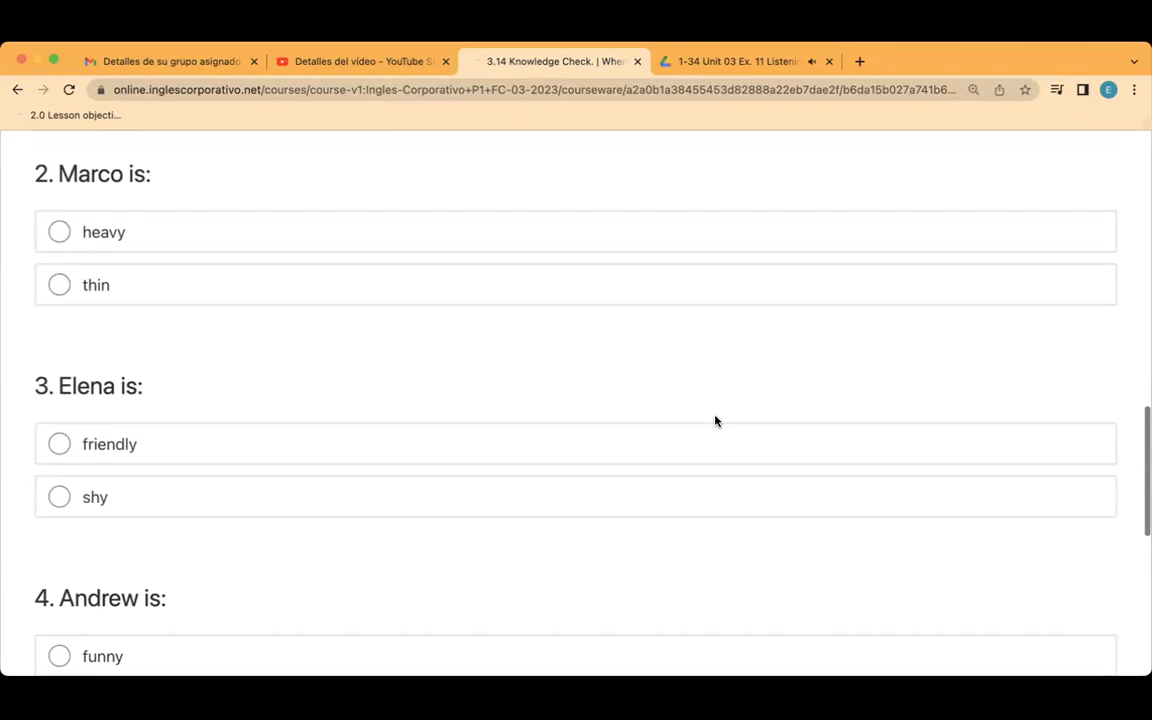 Detalles de su grupo asignado
Detalles del vídeo - YouTube S
3.14 Knowledge Check. | When
1-34 Unit 03 Ex. 11 Listenin
online.inglescorporativo.net/courses/course-v1:Ingles-Corporativo+P1+FC-03-2023/courseware/a2a0b1a38455453d82888a22eb7dae2f/b6da15b027a741b6...
E
2.0 Lesson objecti...
2. Marco is:
heavy
thin
3. Elena is:
friendly
shy
4. Andrew is:
funny